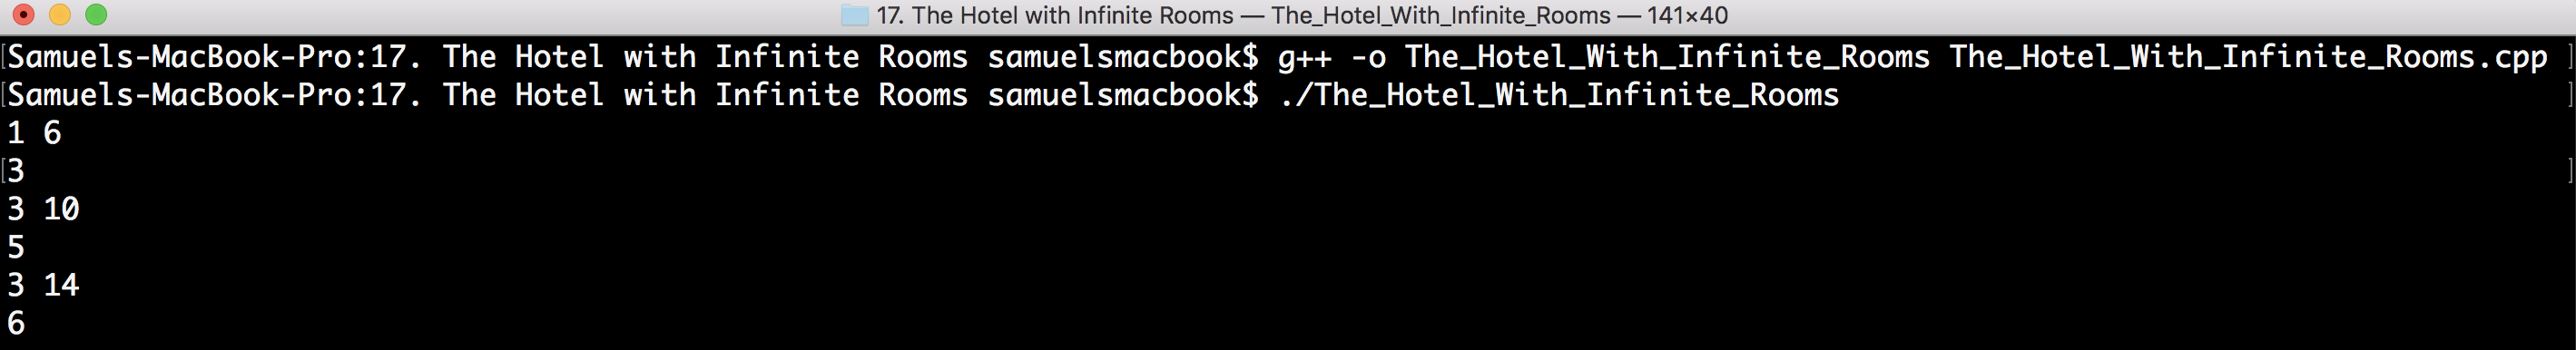 17. The Hotel with Infinite Rooms — The_Hotel_With_Infinite_Rooms — 141×40
[Samuels-MacBook-Pro:17. The Hotel with Infinite Rooms samuelsmacbook$ g++ -o The_Hotel_With_Infinite_Rooms The_Hotel_With_Infinite_Rooms.cpp ]
[Samuels-MacBook-Pro:17. The Hotel with Infinite Rooms samuelsmacbook$ ./The_Hotel_With_Infinite_Rooms ]
1 6
[3 ]
3 10
5
3 14
6